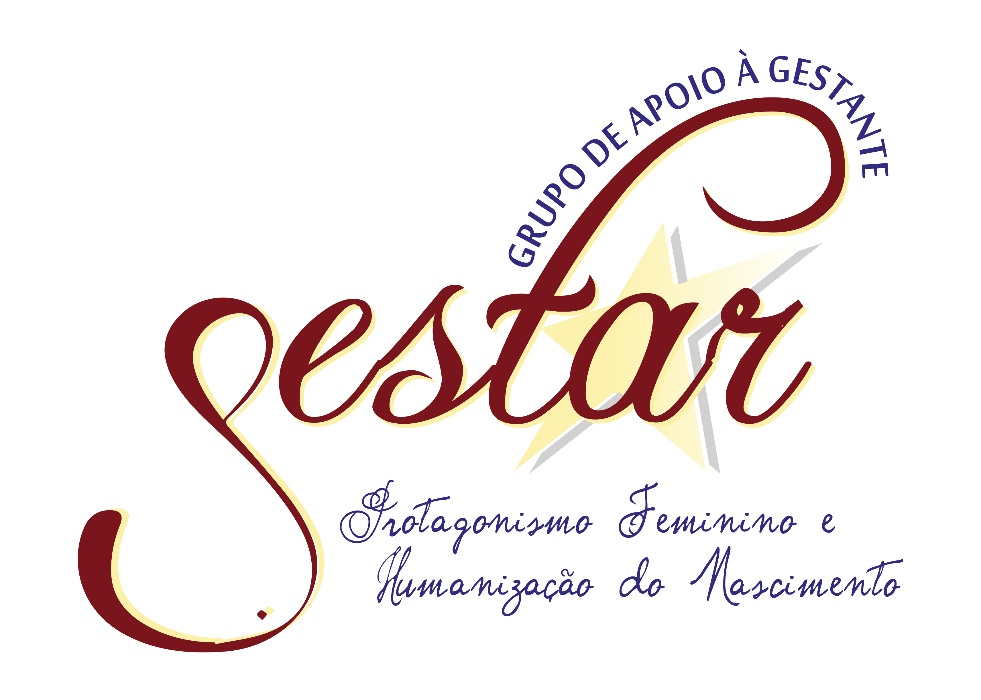 GRUPO DE APOIO À GESTANTE
gestar
Protagonismo Feminino e
Humanização do Nascimento